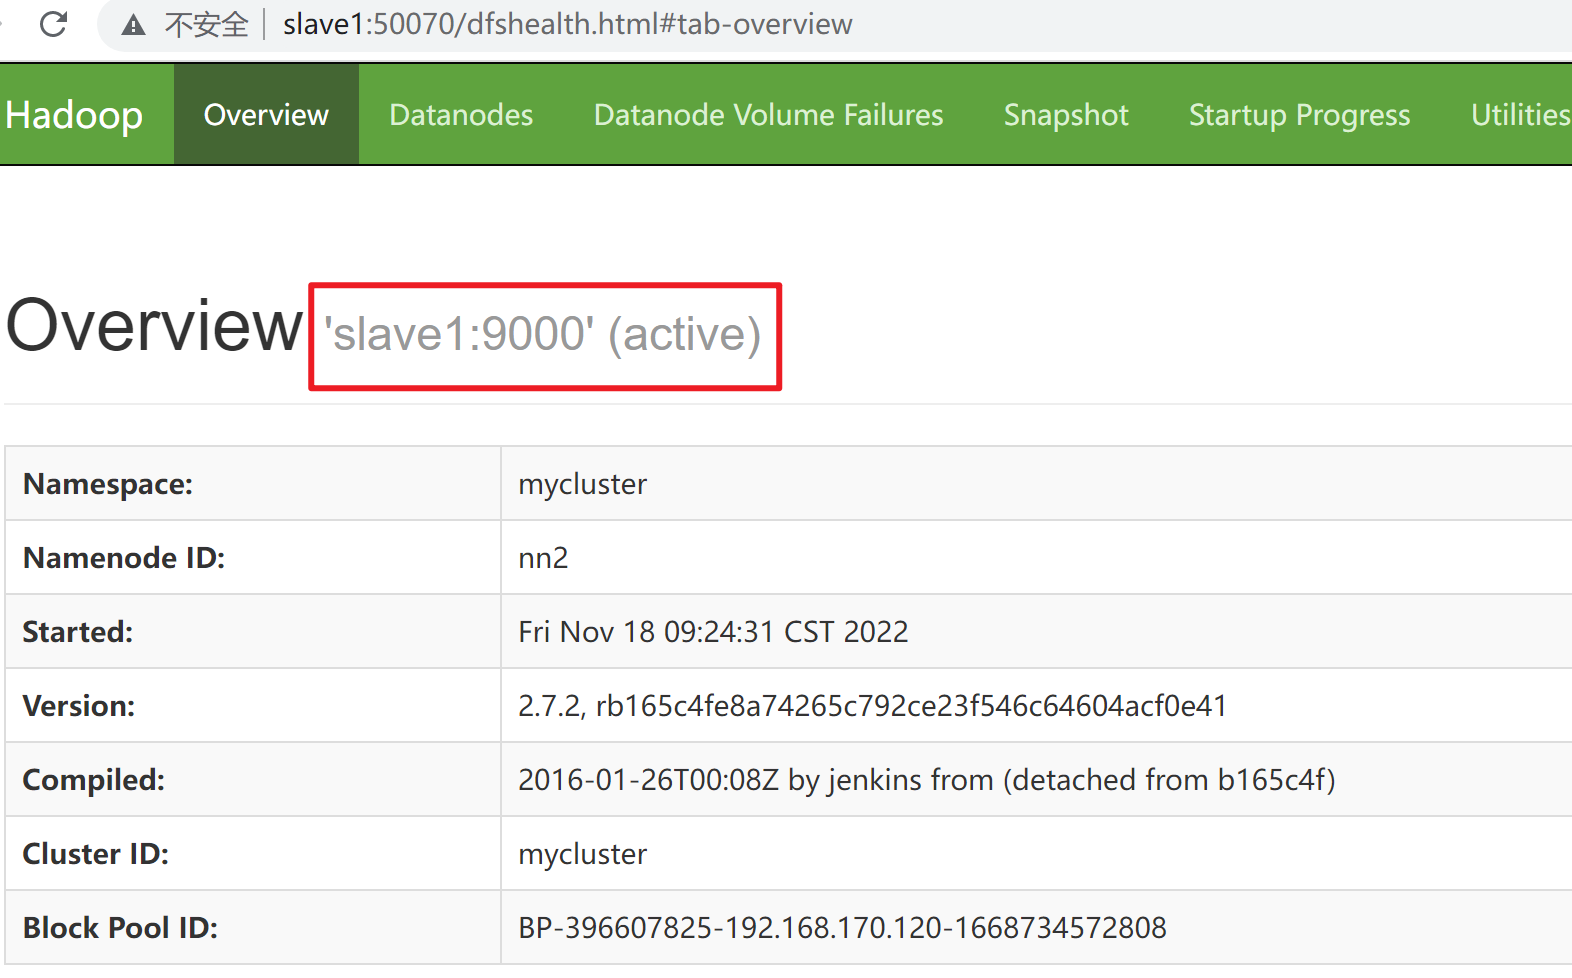 不安全 slave1:50070/dfshealth.html#tab-overview
Hadoop Overview Datanodes Datanode Volume Failures Snapshot Startup Progress Utilities
Overview 'slave1:9000' (active)
Namespace: mycluster
Namenode ID: nn2
Started: Fri Nov 18 09:24:31 CST 2022
Version: 2.7.2, rb165c4fe8a74265c792ce23f546c64604acf0e41
Compiled: 2016-01-26T00:08Z by jenkins from (detached from b165c4f)
Cluster ID: mycluster
Block Pool ID: BP-396607825-192.168.170.120-1668734572808